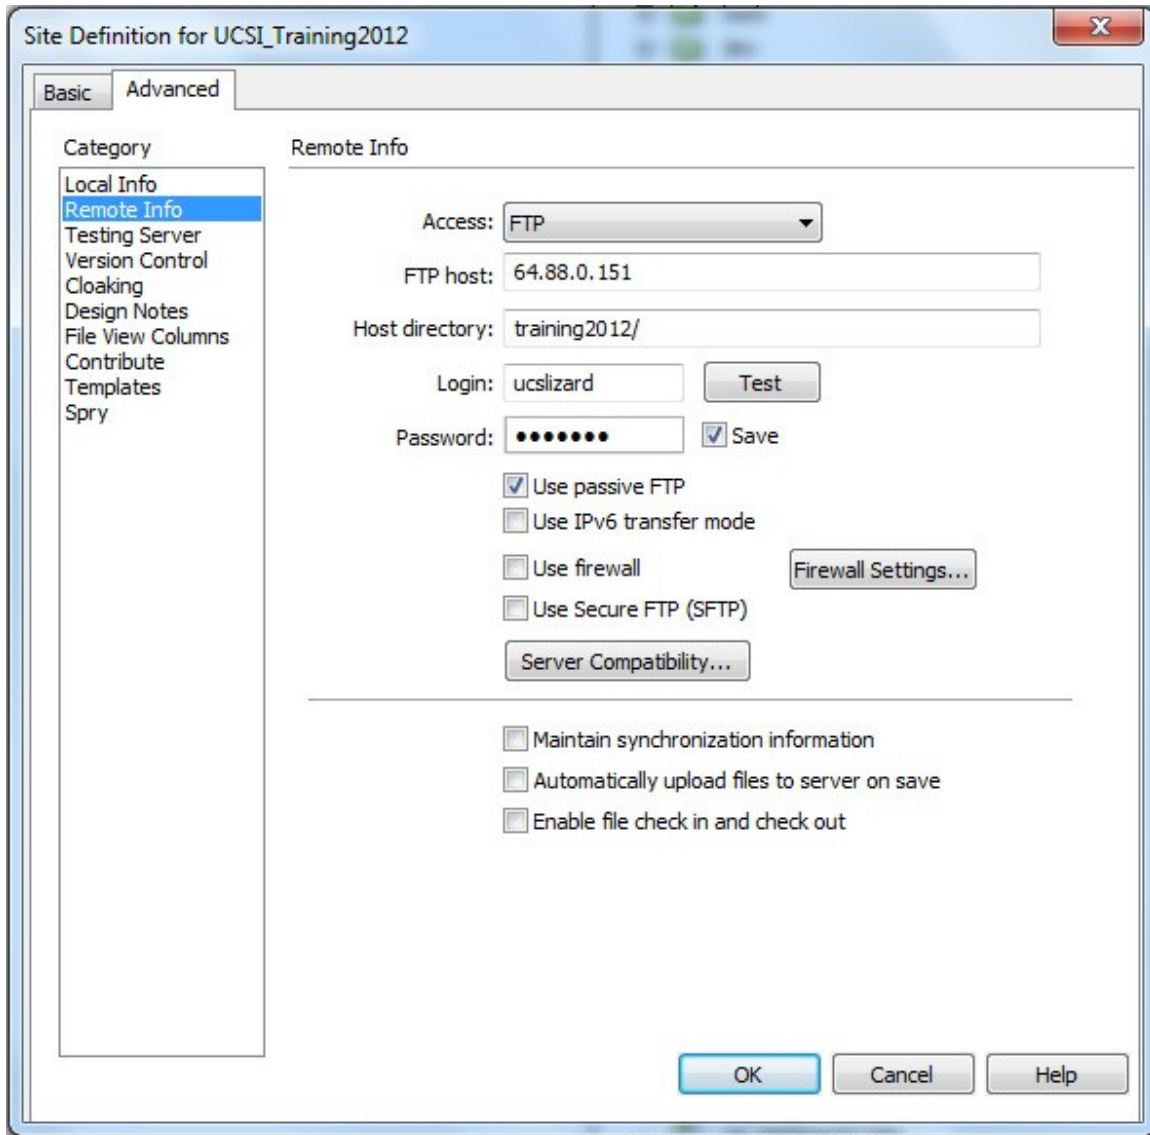 Site Definition for UCSI_Training2012
Basic
Advanced
Category
Local Info
Remote Info
Testing Server
Version Control
Cloaking
Design Notes
File View Columns
Contribute
Templates
Spry
Remote Info
Access: FTP
FTP host: 64.88.0.151
Host directory: training2012/
Login: ucslizard Test
Password: ••••••• Save
Use passive FTP
Use IPv6 transfer mode
Use firewall Firewall Settings...
Use Secure FTP (SFTP)
Server Compatibility...
Maintain synchronization information
Automatically upload files to server on save
Enable file check in and check out
OK Cancel Help